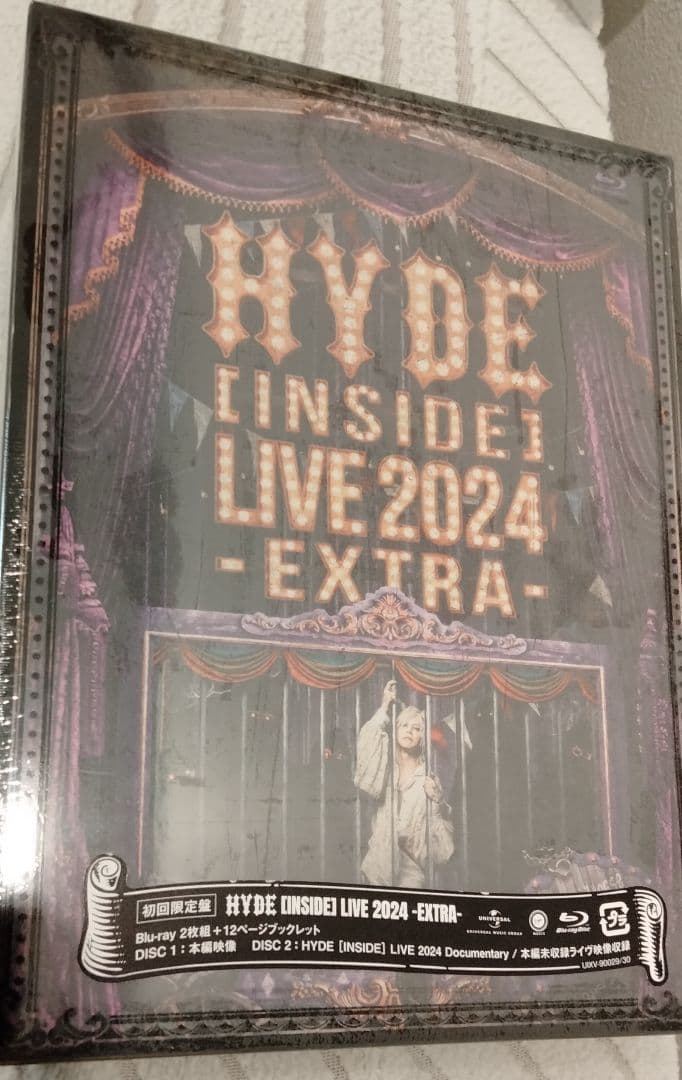 HYDE
[INSIDE]
LIVE 2024
-EXTRA-
初回限定盤 HYDE [INSIDE] LIVE 2024 -EXTRA-
Blu-ray 2枚組+12ページブックレット
DISC 1:本編映像 DISC 2:HYDE [INSIDE] LIVE 2024 Documentary / 本編未収録ライヴ映像収録
UNIVERSAL
UNIVERSAL MUSIC GROUP
Blu-ray Disc
UIXV-90029/30